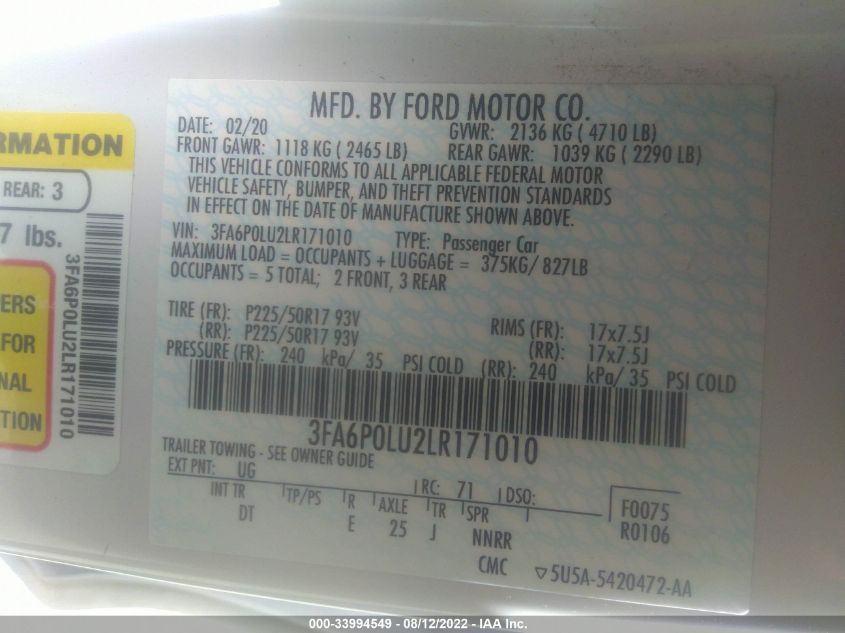 MFD. BY FORD MOTOR CO.
DATE: 02/20 GVWR: 2136 KG ( 4710 LB)
FRONT GAWR: 1118 KG ( 2465 LB) REAR GAWR: 1039 KG ( 2290 LB)
THIS VEHICLE CONFORMS TO ALL APPLICABLE FEDERAL MOTOR
VEHICLE SAFETY, BUMPER, AND THEFT PREVENTION STANDARDS
IN EFFECT ON THE DATE OF MANUFACTURE SHOWN ABOVE.
VIN: 3FA6P0LU2LR171010 TYPE: Passenger Car
MAXIMUM LOAD = OCCUPANTS + LUGGAGE = 375KG/ 827LB
OCCUPANTS = 5 TOTAL; 2 FRONT, 3 REAR
TIRE (FR): P225/50R17 93V RIMS (FR): 17x7.5J
(RR): P225/50R17 93V (RR): 17x7.5J
PRESSURE (FR): 240 kPa/ 35 PSI COLD (RR): 240 kPa/ 35 PSI COLD
3FA6P0LU2LR171010
TRAILER TOWING - SEE OWNER GUIDE
EXT PNT: UG RC: 71 DSO:
INT TR TP/PS R AXLE TR SPR
DT E 25 J NNRR
CMC
F0075
R0106
▽5U5A-5420472-AA
RMATION
REAR: 3
7 lbs.
3FA6P0LU2LR171010
ERS
FOR
NAL
TION
000-33994549 - 08/12/2022 - IAA Inc.